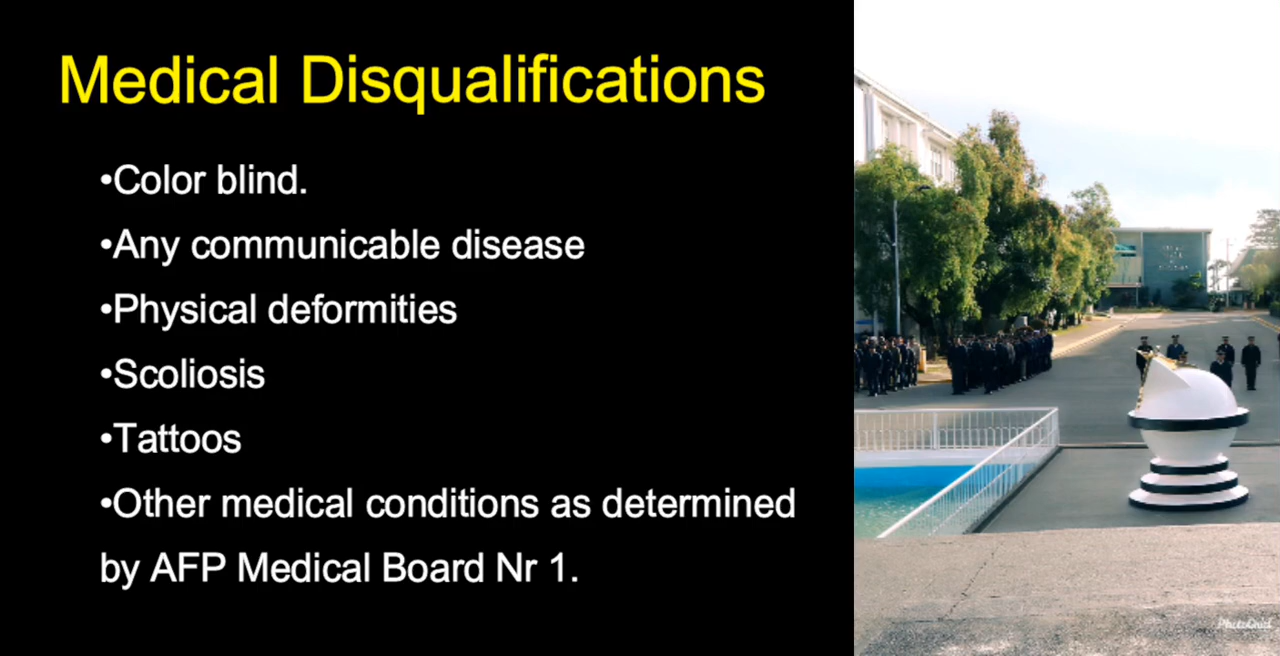 Medical Disqualifications
•Color blind.
•Any communicable disease
•Physical deformities
•Scoliosis
•Tattoos
•Other medical conditions as determined
by AFP Medical Board Nr 1.
PhotoGrid